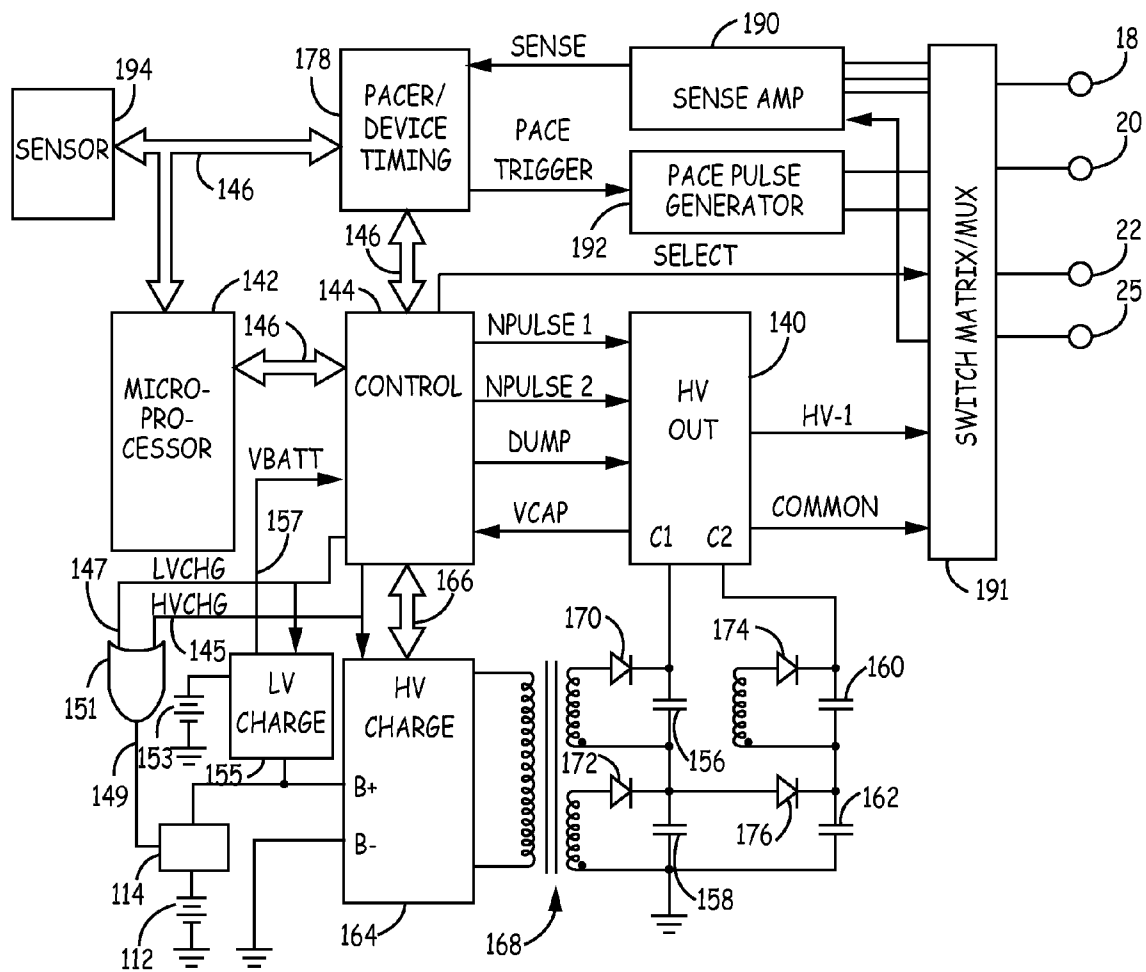 190
18
SENSE
178
194
PACER/
DEVICE
TIMING
SENSE AMP
SENSOR
PACE
TRIGGER
20
146
PACE PULSE
GENERATOR
192
SWITCH MATRIX/MUX
146
SELECT
22
142
144
25
146
NPULSE 1
140
MICRO-
PRO-
CESSOR
CONTROL
NPULSE 2
HV
OUT
HV-1
DUMP
VBATT
VCAP
COMMON
157
C1
C2
147
LVCHG
166
191
HVCHG
170
174
145
160
151
LV
CHARGE
HV
CHARGE
153
156
155
172
149
B+
162
176
B-
114
158
112
164
168